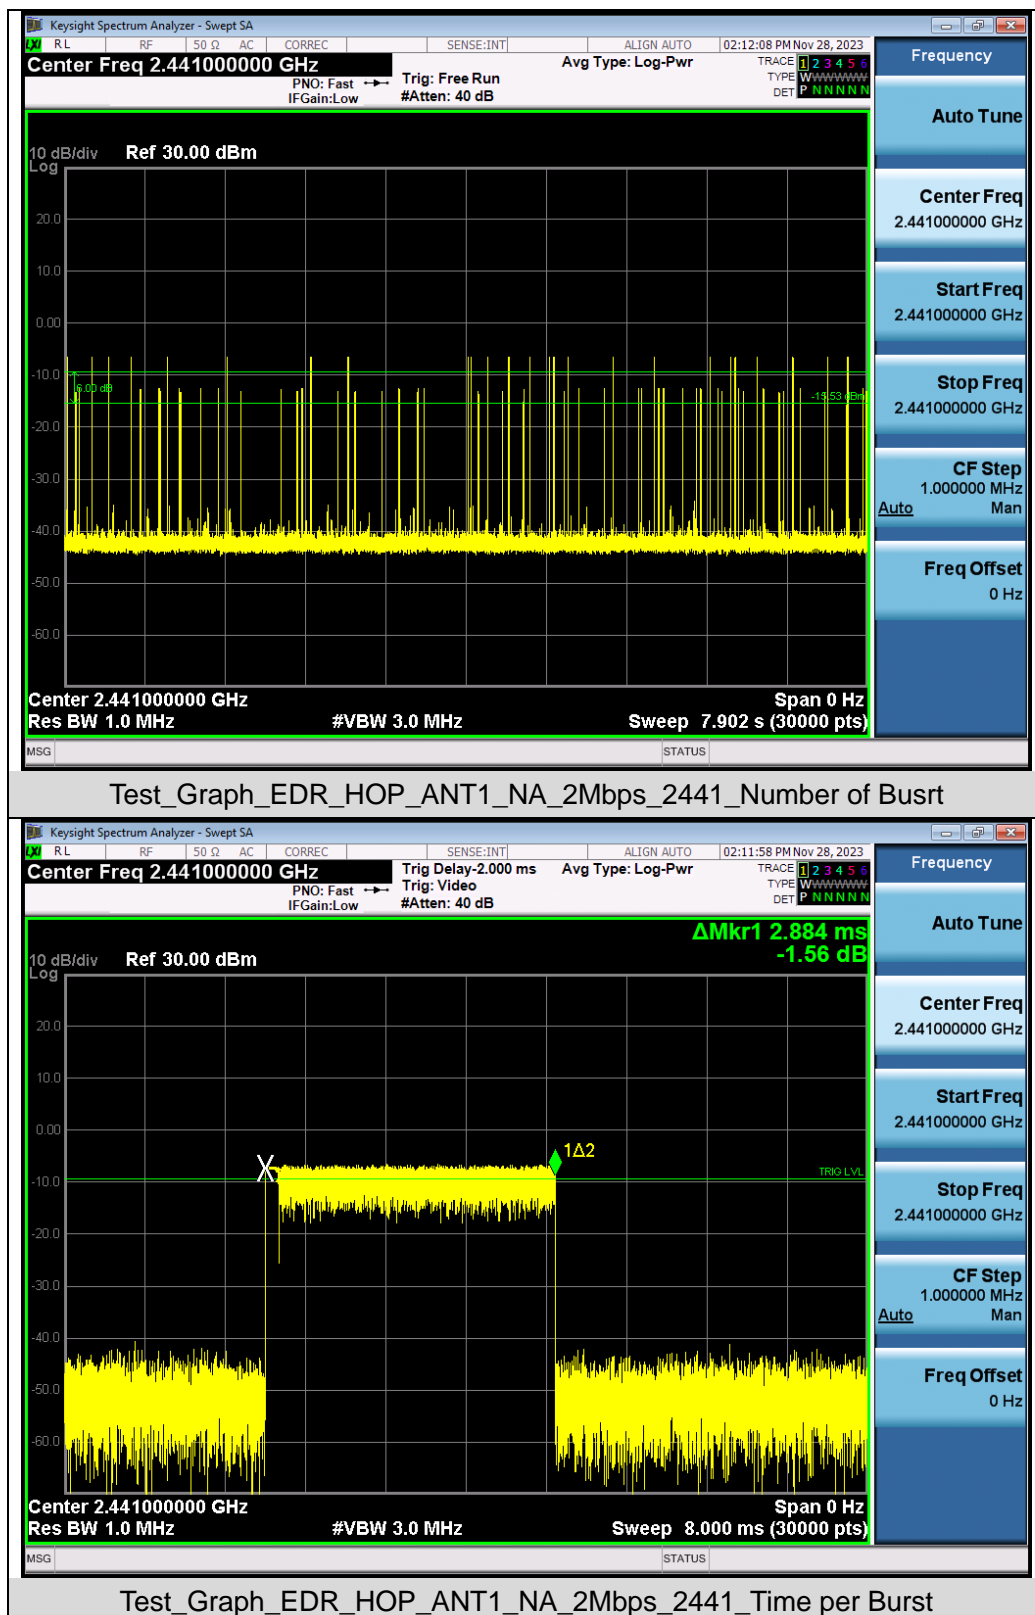 Keysight Spectrum Analyzer - Swept SA
LXI RL RF 50 Ω AC CORREC SENSE:INT ALIGN AUTO 02:12:08 PM Nov 28, 2023
Center Freq 2.441000000 GHz Avg Type: Log-Pwr TRACE 1 2 3 4 5 6
PNO: Fast Trig: Free Run TYPE WWWWWWW
IFGain:Low #Atten: 40 dB DET P N N N N N
Frequency
Auto Tune
Center Freq
2.441000000 GHz
Start Freq
2.441000000 GHz
Stop Freq
2.441000000 GHz
CF Step
1.000000 MHz
Auto Man
Freq Offset
0 Hz
10 dB/div Ref 30.00 dBm
Log
20.0
10.0
0.00
-10.0
6.00 dB
-15.53 dBm
-20.0
-30.0
-40.0
-50.0
-60.0
Center 2.441000000 GHz Span 0 Hz
Res BW 1.0 MHz #VBW 3.0 MHz Sweep 7.902 s (30000 pts)
MSG STATUS
Test_Graph_EDR_HOP_ANT1_NA_2Mbps_2441_Number of Busrt
Keysight Spectrum Analyzer - Swept SA
LXI RL RF 50 Ω AC CORREC SENSE:INT ALIGN AUTO 02:11:58 PM Nov 28, 2023
Center Freq 2.441000000 GHz Trig Delay-2.000 ms Avg Type: Log-Pwr TRACE 1 2 3 4 5 6
PNO: Fast Trig: Video TYPE WWWWWWW
IFGain:Low #Atten: 40 dB DET P N N N N N
Frequency
Auto Tune
Center Freq
2.441000000 GHz
Start Freq
2.441000000 GHz
Stop Freq
2.441000000 GHz
CF Step
1.000000 MHz
Auto Man
Freq Offset
0 Hz
ΔMkr1 2.884 ms
-1.56 dB
10 dB/div Ref 30.00 dBm
Log
20.0
10.0
0.00
1Δ2
TRIG LVL
-10.0
-20.0
-30.0
-40.0
-50.0
-60.0
Center 2.441000000 GHz Span 0 Hz
Res BW 1.0 MHz #VBW 3.0 MHz Sweep 8.000 ms (30000 pts)
MSG STATUS
Test_Graph_EDR_HOP_ANT1_NA_2Mbps_2441_Time per Burst